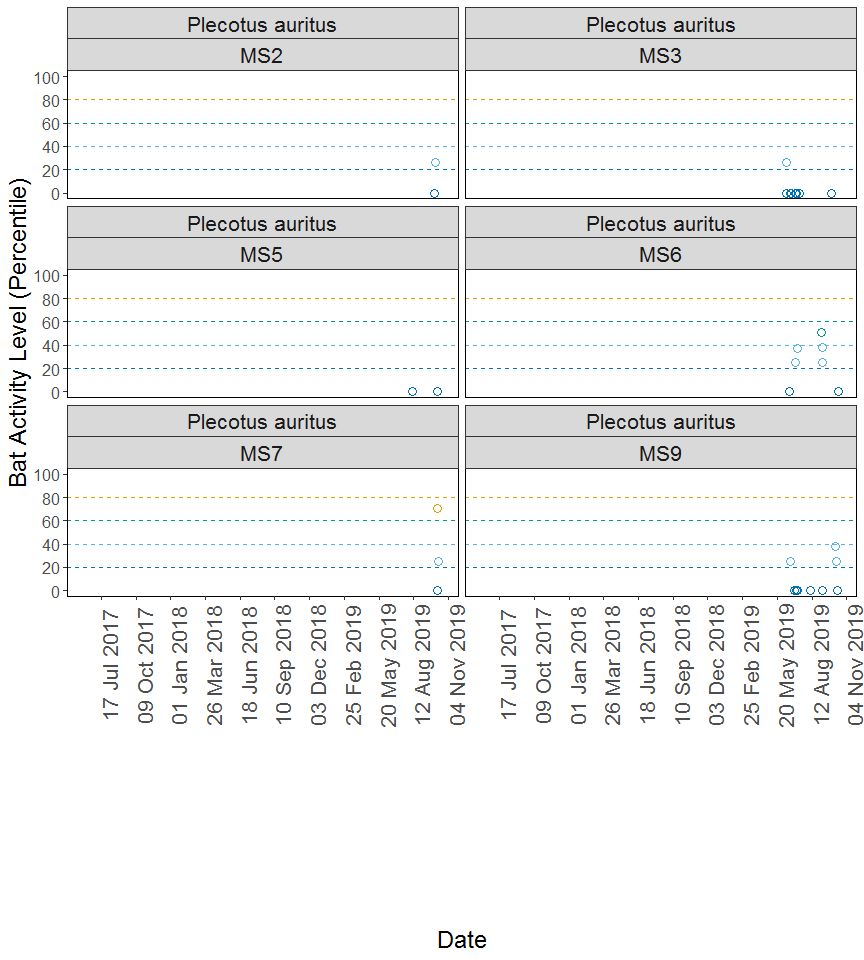 Plecotus auritus
Plecotus auritus
MS2
MS3
100
80
60
40
20
0
Plecotus auritus
Plecotus auritus
MS5
MS6
100
80
60
40
20
0
Plecotus auritus
Plecotus auritus
MS7
MS9
100
80
60
40
20
0
Bat Activity Level (Percentile)
17 Jul 2017
09 Oct 2017
01 Jan 2018
26 Mar 2018
18 Jun 2018
10 Sep 2018
03 Dec 2018
25 Feb 2019
20 May 2019
12 Aug 2019
04 Nov 2019
17 Jul 2017
09 Oct 2017
01 Jan 2018
26 Mar 2018
18 Jun 2018
10 Sep 2018
03 Dec 2018
25 Feb 2019
20 May 2019
12 Aug 2019
04 Nov 2019
Date